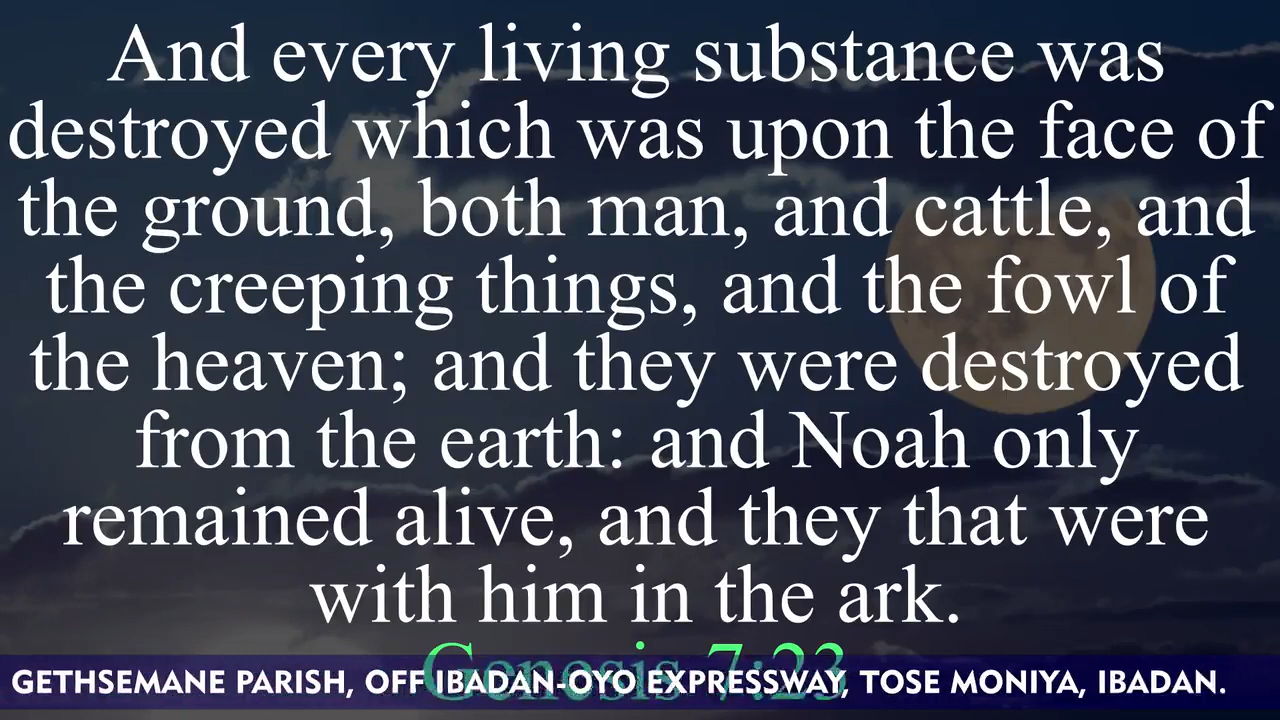 And every living substance was
destroyed which was upon the face of
the ground, both man, and cattle, and
the creeping things, and the fowl of
the heaven; and they were destroyed
from the earth: and Noah only
remained alive, and they that were
with him in the ark.
Genesis 7:23
GETHSEMANE PARISH, OFF IBADAN-OYO EXPRESSWAY, TOSE MONIYA, IBADAN.